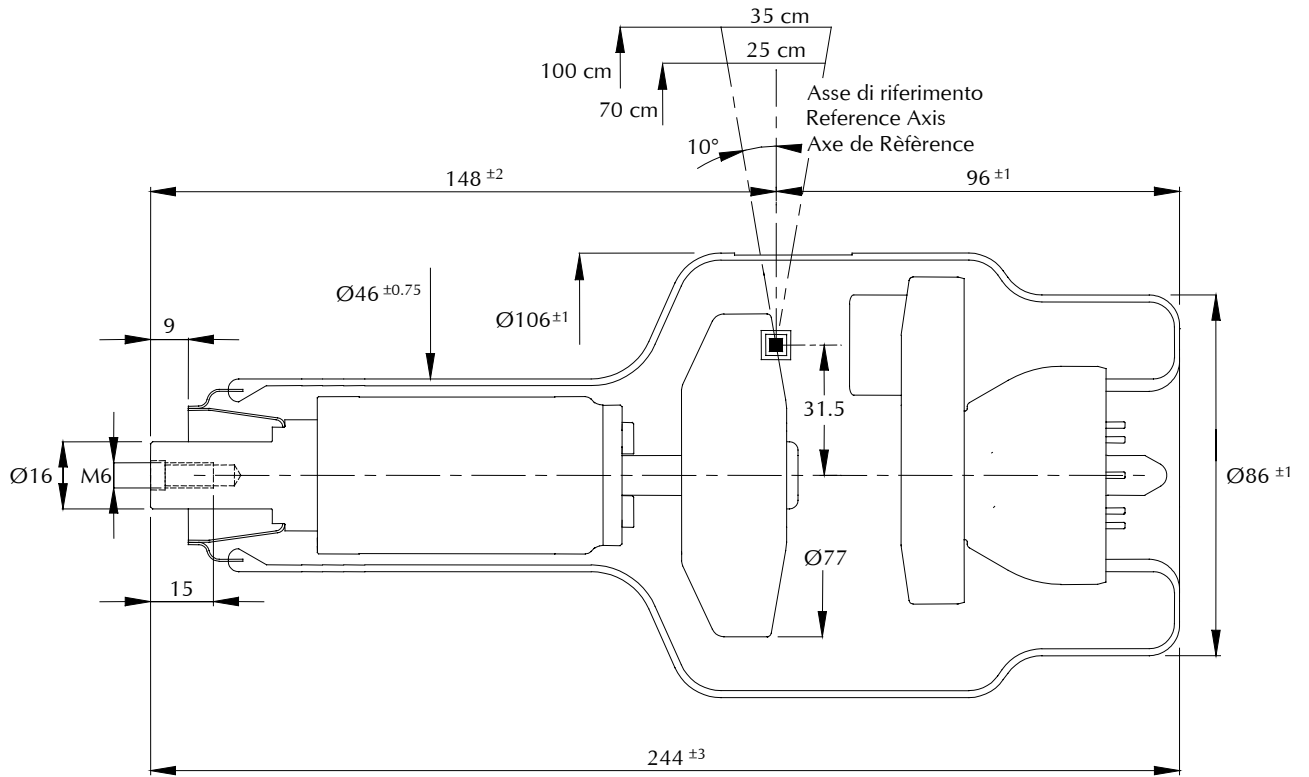 35 cm
100 cm
25 cm
70 cm
Asse di riferimento
Reference Axis
Axe de Rèfèrence
10°
148 ±2
96 ±1
Ø46 ±0.75
Ø106±1
9
31.5
Ø16
M6
Ø86 ±1
Ø77
15
244 ±3